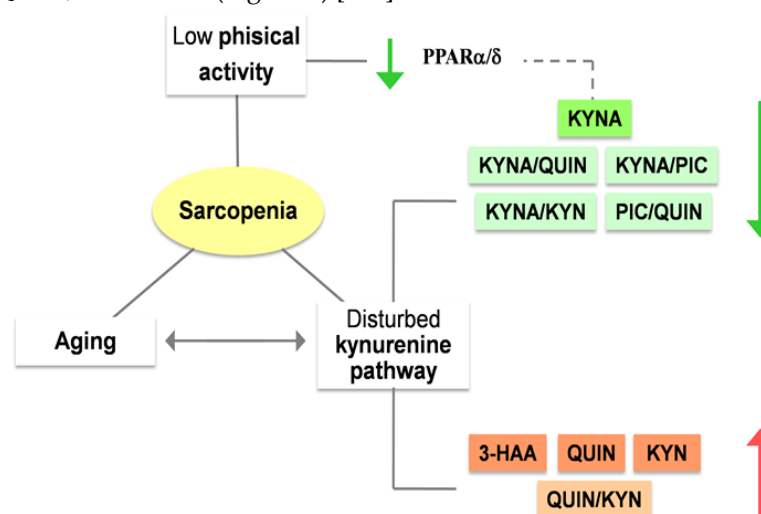 Low phisical
activity
PPARα/δ
KYNA
KYNA/QUIN KYNA/PIC
KYNA/KYN PIC/QUIN
Sarcopenia
Aging
Disturbed
kynurenine
pathway
3-HAA QUIN KYN
QUIN/KYN